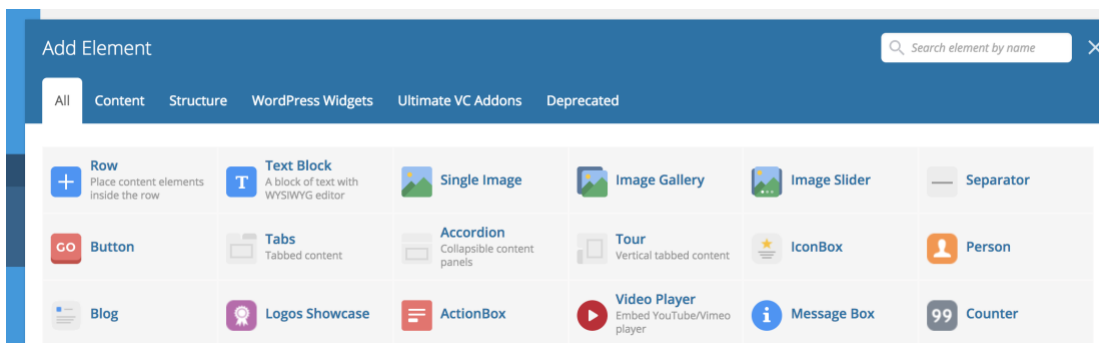 Add Element
Search element by name
All Content Structure WordPress Widgets Ultimate VC Addons Deprecated
Row
Place content elements
inside the row
Text Block
A block of text with
WYSIWYG editor
Single Image
Image Gallery
Image Slider
Separator
GO
Button
Tabs
Tabbed content
Accordion
Collapsible content
panels
Tour
Vertical tabbed content
IconBox
Person
Blog
Logos Showcase
ActionBox
Video Player
Embed YouTube/Vimeo
player
Message Box
99
Counter